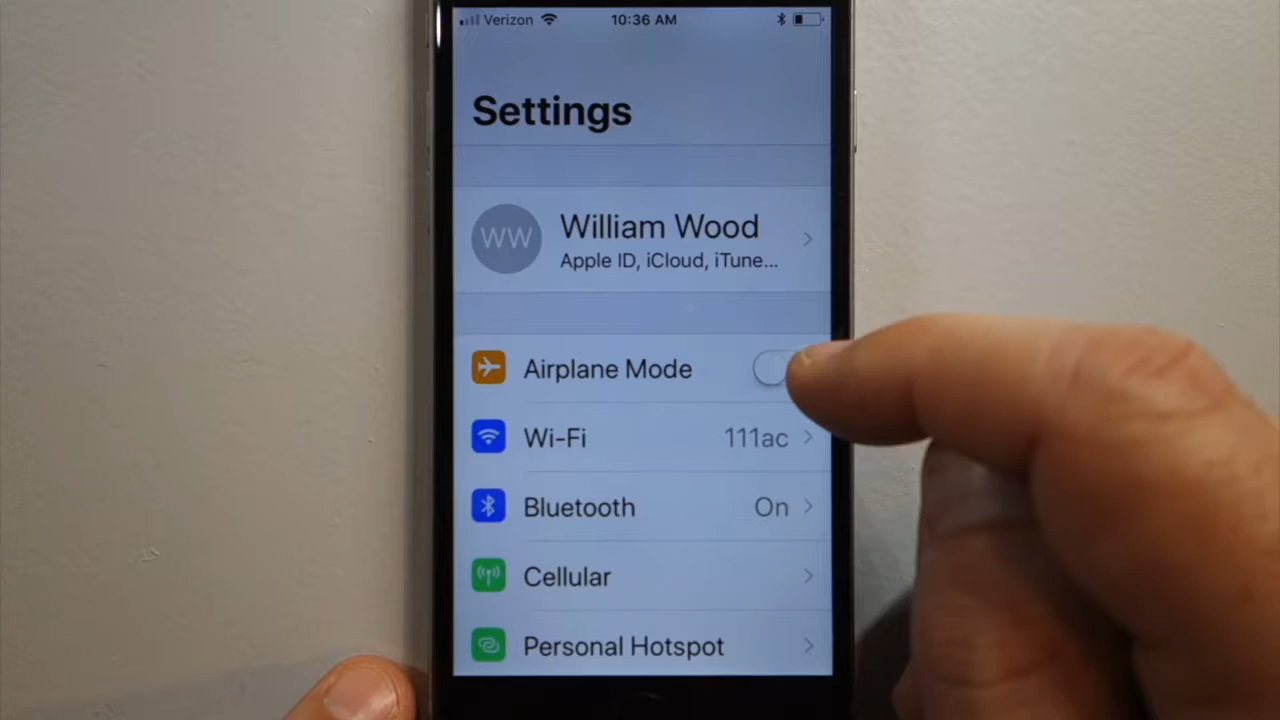 Verizon 10:36 AM
Settings
WW
William Wood
Apple ID, iCloud, iTune...
Airplane Mode
Wi-Fi 111ac
Bluetooth On
Cellular
Personal Hotspot